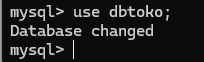 mysql> use dbtoko;
Database changed
mysql>